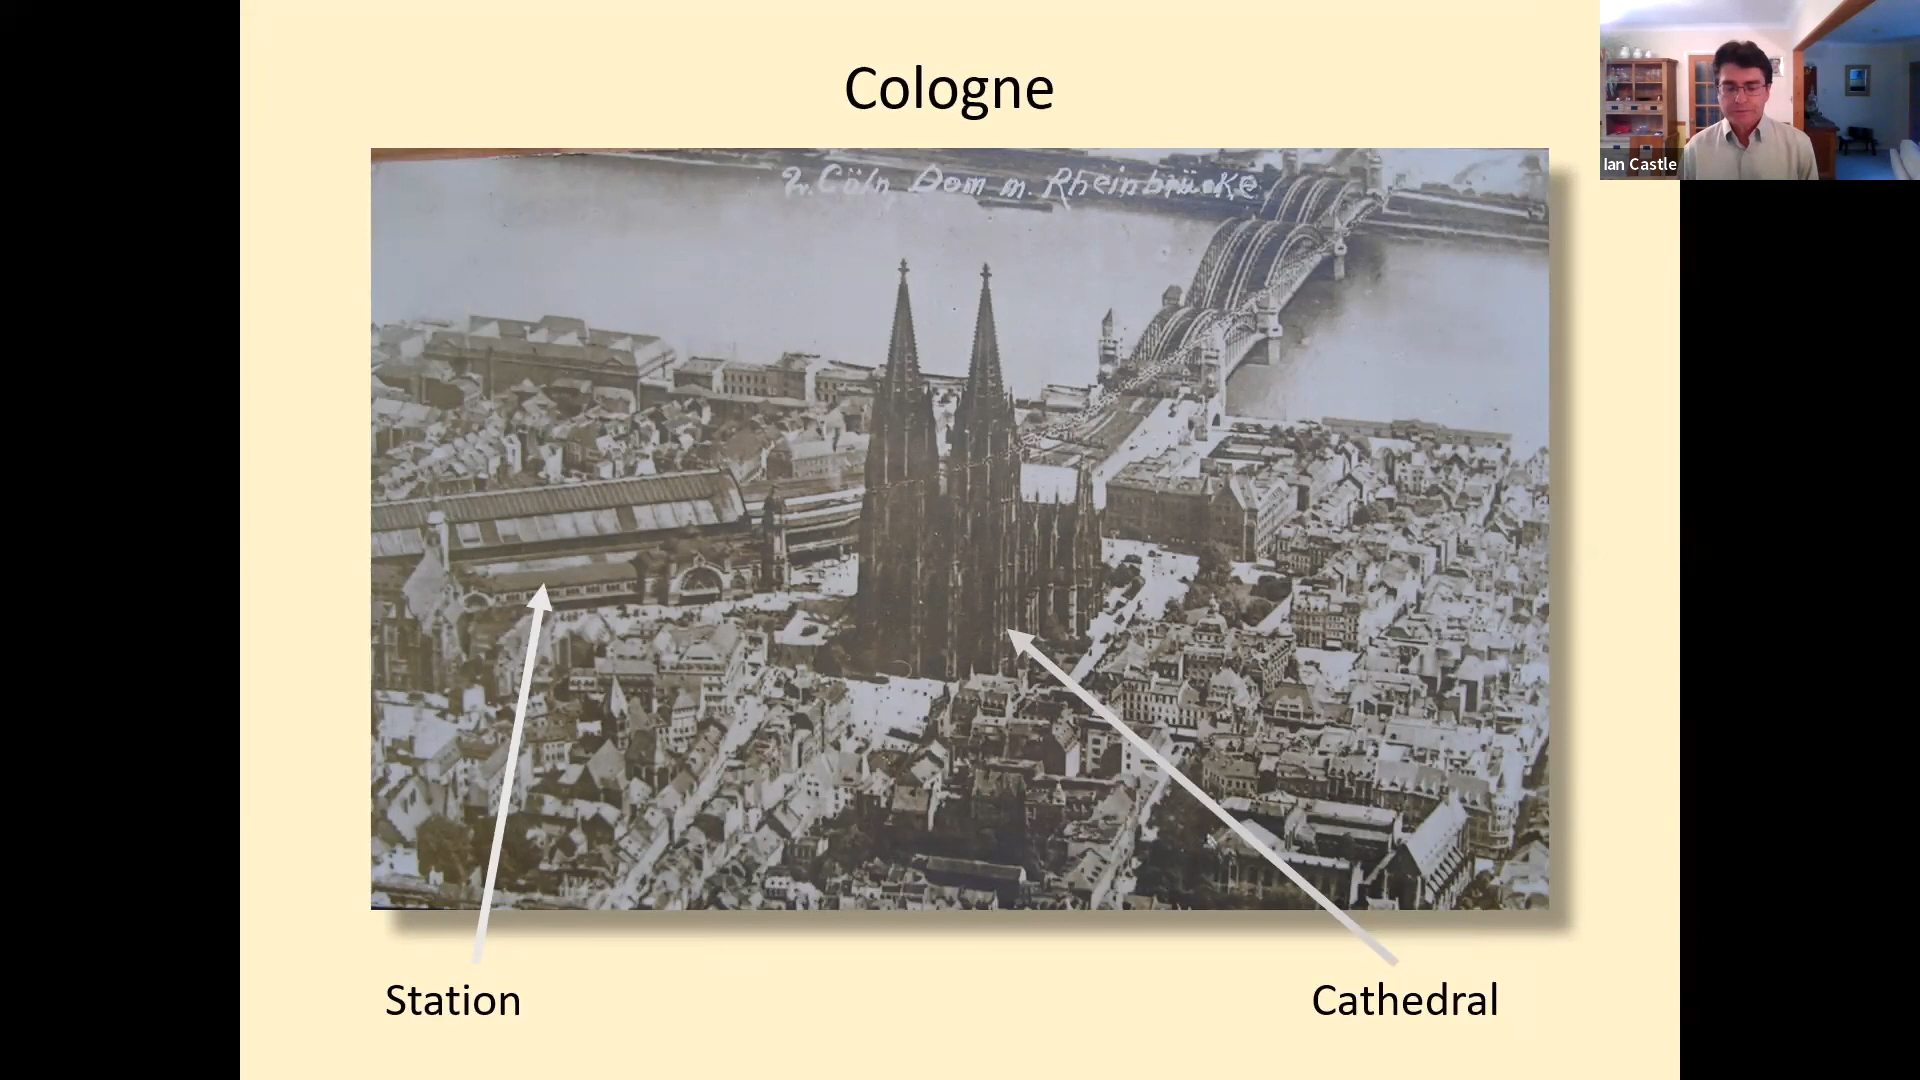 Cologne
Cöln, Dom m. Rheinbrücke
Station
Cathedral
Ian Castle